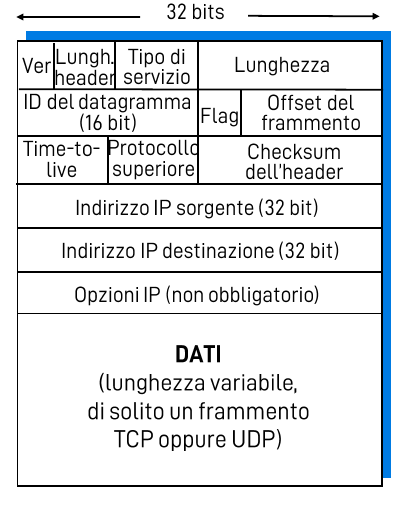 32 bits
Ver
Lungh.
header
Tipo di
servizio
Lunghezza
ID del datagramma
(16 bit)
Flag
Offset del
frammento
Time-to-
live
Protocollo
superiore
Checksum
dell'header
Indirizzo IP sorgente (32 bit)
Indirizzo IP destinazione (32 bit)
Opzioni IP (non obbligatorio)
DATI
(lunghezza variabile,
di solito un frammento
TCP oppure UDP)